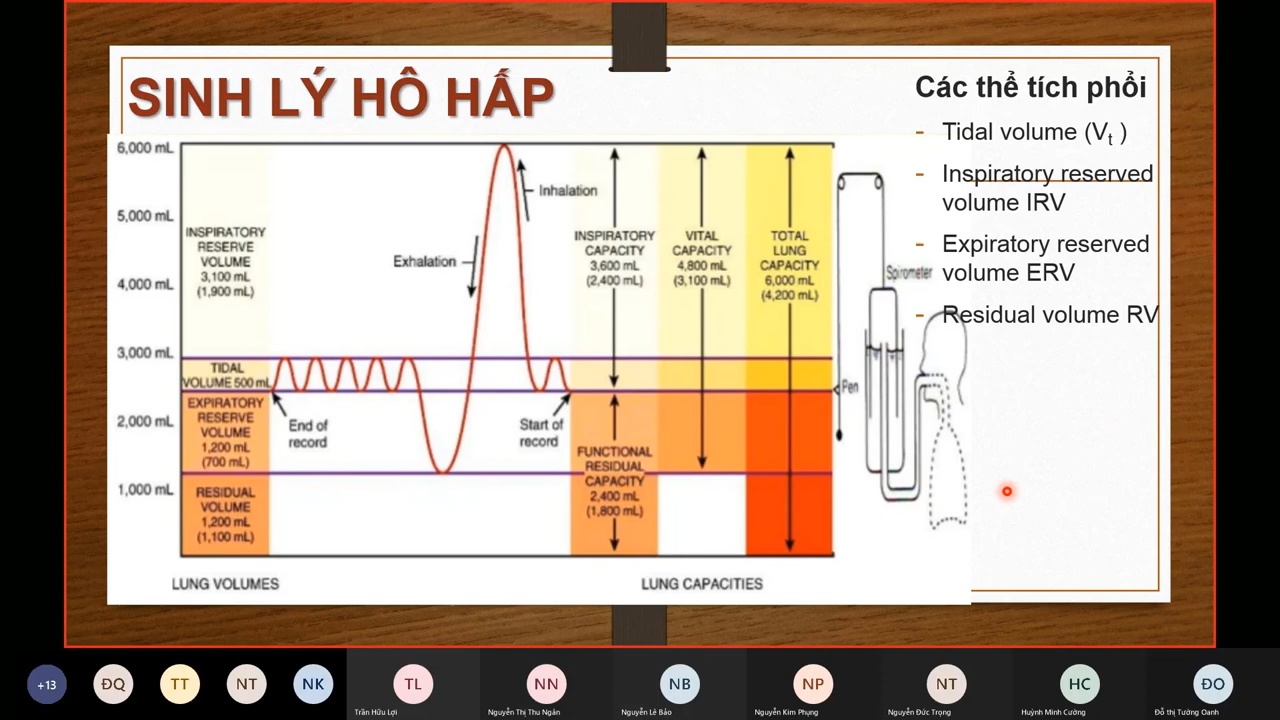 SINH LÝ HÔ HẤP
Các thể tích phổi
- Tidal volume (Vt )
- Inspiratory reserved
volume IRV
- Expiratory reserved
volume ERV
- Residual volume RV
6,000 mL
5,000 mL
4,000 mL
3,000 mL
2,000 mL
1,000 mL
INSPIRATORY
RESERVE
VOLUME
3,100 mL
(1,900 mL)
TIDAL
VOLUME 500 mL
EXPIRATORY
RESERVE
VOLUME
1,200 mL
(700 mL)
RESIDUAL
VOLUME
1,200 mL
(1,100 mL)
LUNG VOLUMES
Inhalation
Exhalation
End of
record
Start of
record
INSPIRATORY
CAPACITY
3,600 mL
(2,400 mL)
FUNCTIONAL
RESIDUAL
CAPACITY
2,400 mL
(1,800 mL)
VITAL
CAPACITY
4,800 mL
(3,100 mL)
TOTAL
LUNG
CAPACITY
6,000 mL
(4,200 mL)
LUNG CAPACITIES
Spirometer
Pen
+13
ĐQ
TT
NT
NK
TL
Trần Hữu Lợi
NN
Nguyễn Thị Thu Ngân
NB
Nguyễn Lê Bảo
NP
Nguyễn Kim Phụng
NT
Nguyễn Đức Trọng
HC
Huỳnh Minh Cường
ĐO
Đỗ thị Tường Oanh